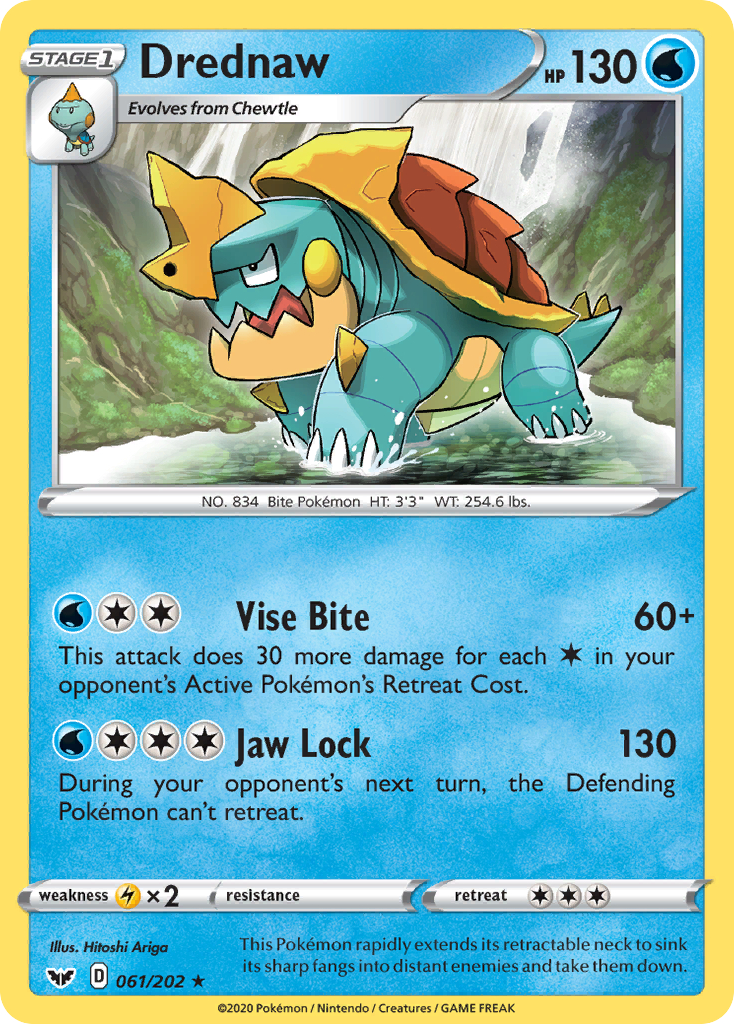 STAGE 1
Drednaw
HP 130
Evolves from Chewtle
NO. 834 Bite Pokémon HT: 3'3" WT: 254.6 lbs.
Vise Bite 60+
This attack does 30 more damage for each ✶ in your
opponent's Active Pokémon's Retreat Cost.
Jaw Lock 130
During your opponent's next turn, the Defending
Pokémon can't retreat.
weakness ×2 resistance retreat
Illus. Hitoshi Ariga
This Pokémon rapidly extends its retractable neck to sink
its sharp fangs into distant enemies and take them down.
D 061/202 ★
©2020 Pokémon / Nintendo / Creatures / GAME FREAK